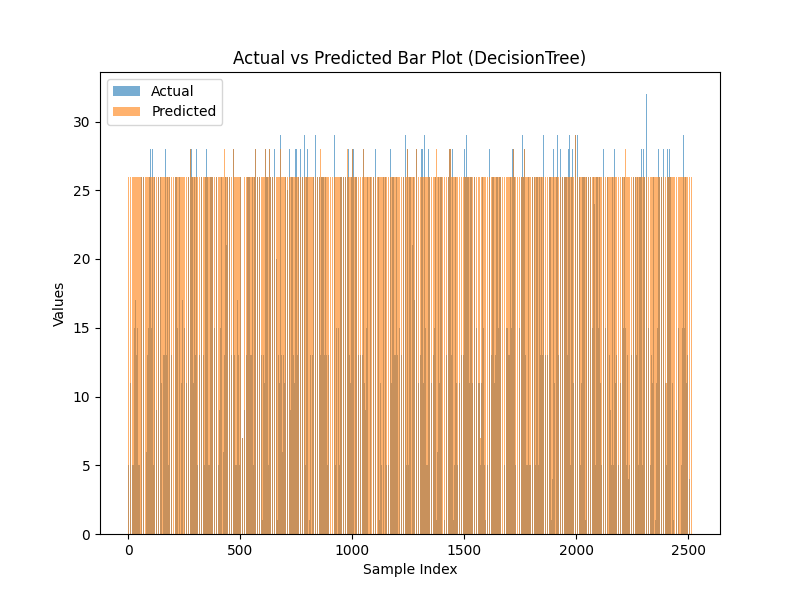 Actual vs Predicted Bar Plot (DecisionTree)
Actual
Predicted
30
25
20
15
10
5
0
Values
0 500 1000 1500 2000 2500
Sample Index